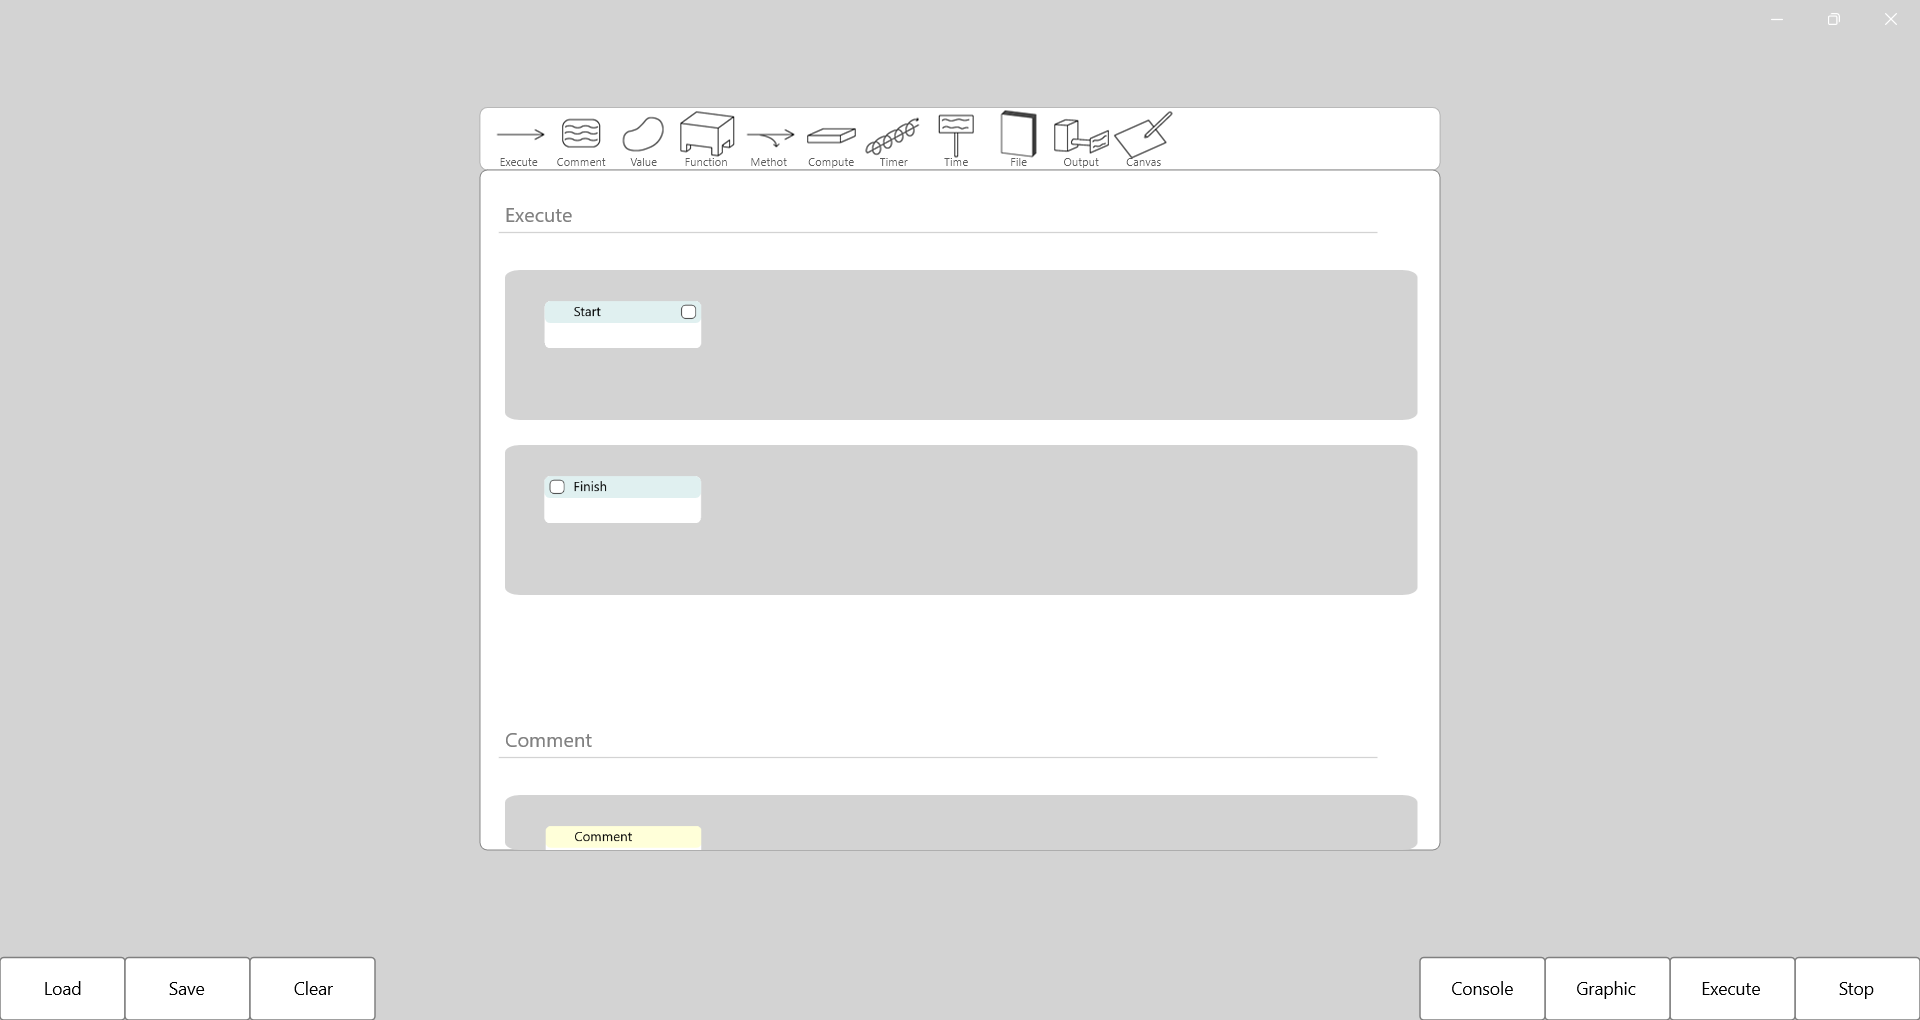 Execute Comment Value Function Methot Compute Timer Time File Output Canvas
Execute
Start
Finish
Comment
Comment
Load Save Clear Console Graphic Execute Stop